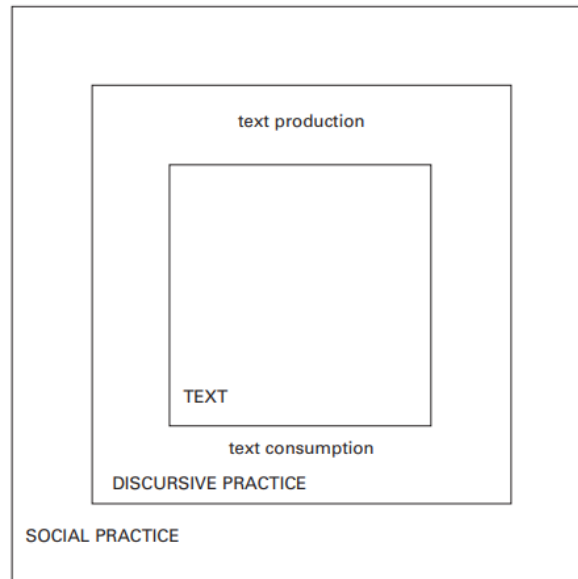 text production
TEXT
text consumption
DISCURSIVE PRACTICE
SOCIAL PRACTICE